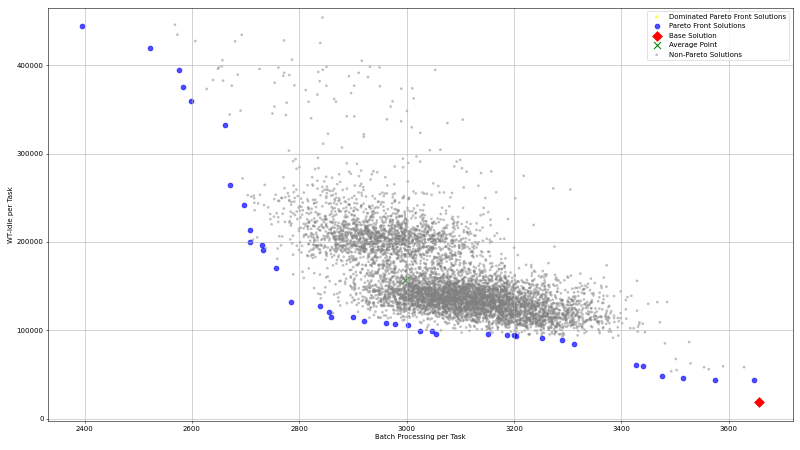 Dominated Pareto Front Solutions
Pareto Front Solutions
Base Solution
Average Point
Non-Pareto Solutions
WT-Idle per Task
400000
300000
200000
100000
0
2400 2600 2800 3000 3200 3400 3600
Batch Processing per Task